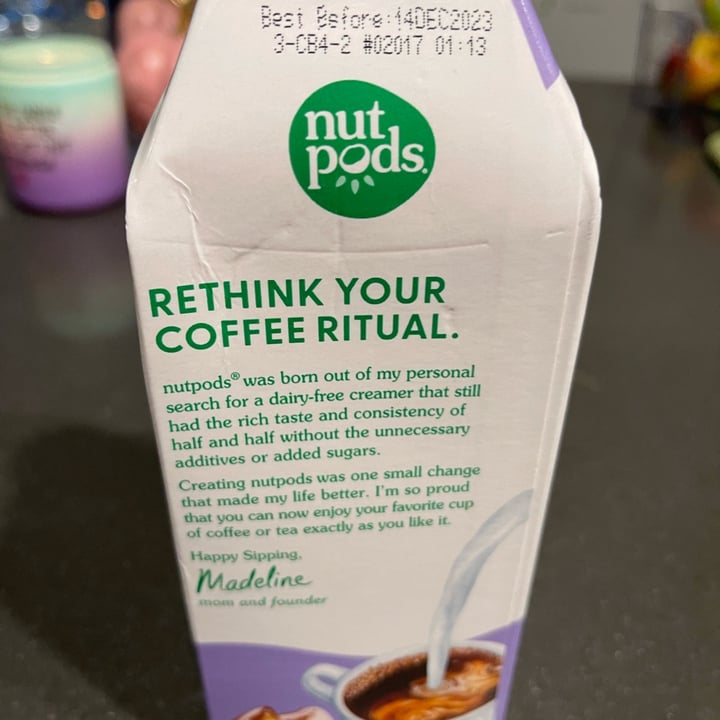 Best Before:14DEC2023
3-CB4-2 #02017 01:13
nut
pods.
RETHINK YOUR
COFFEE RITUAL.
nutpods® was born out of my personal
search for a dairy-free creamer that still
had the rich taste and consistency of
half and half without the unnecessary
additives or added sugars.
Creating nutpods was one small change
that made my life better. I'm so proud
that you can now enjoy your favorite cup
of coffee or tea exactly as you like it.
Happy Sipping,
Madeline
mom and founder